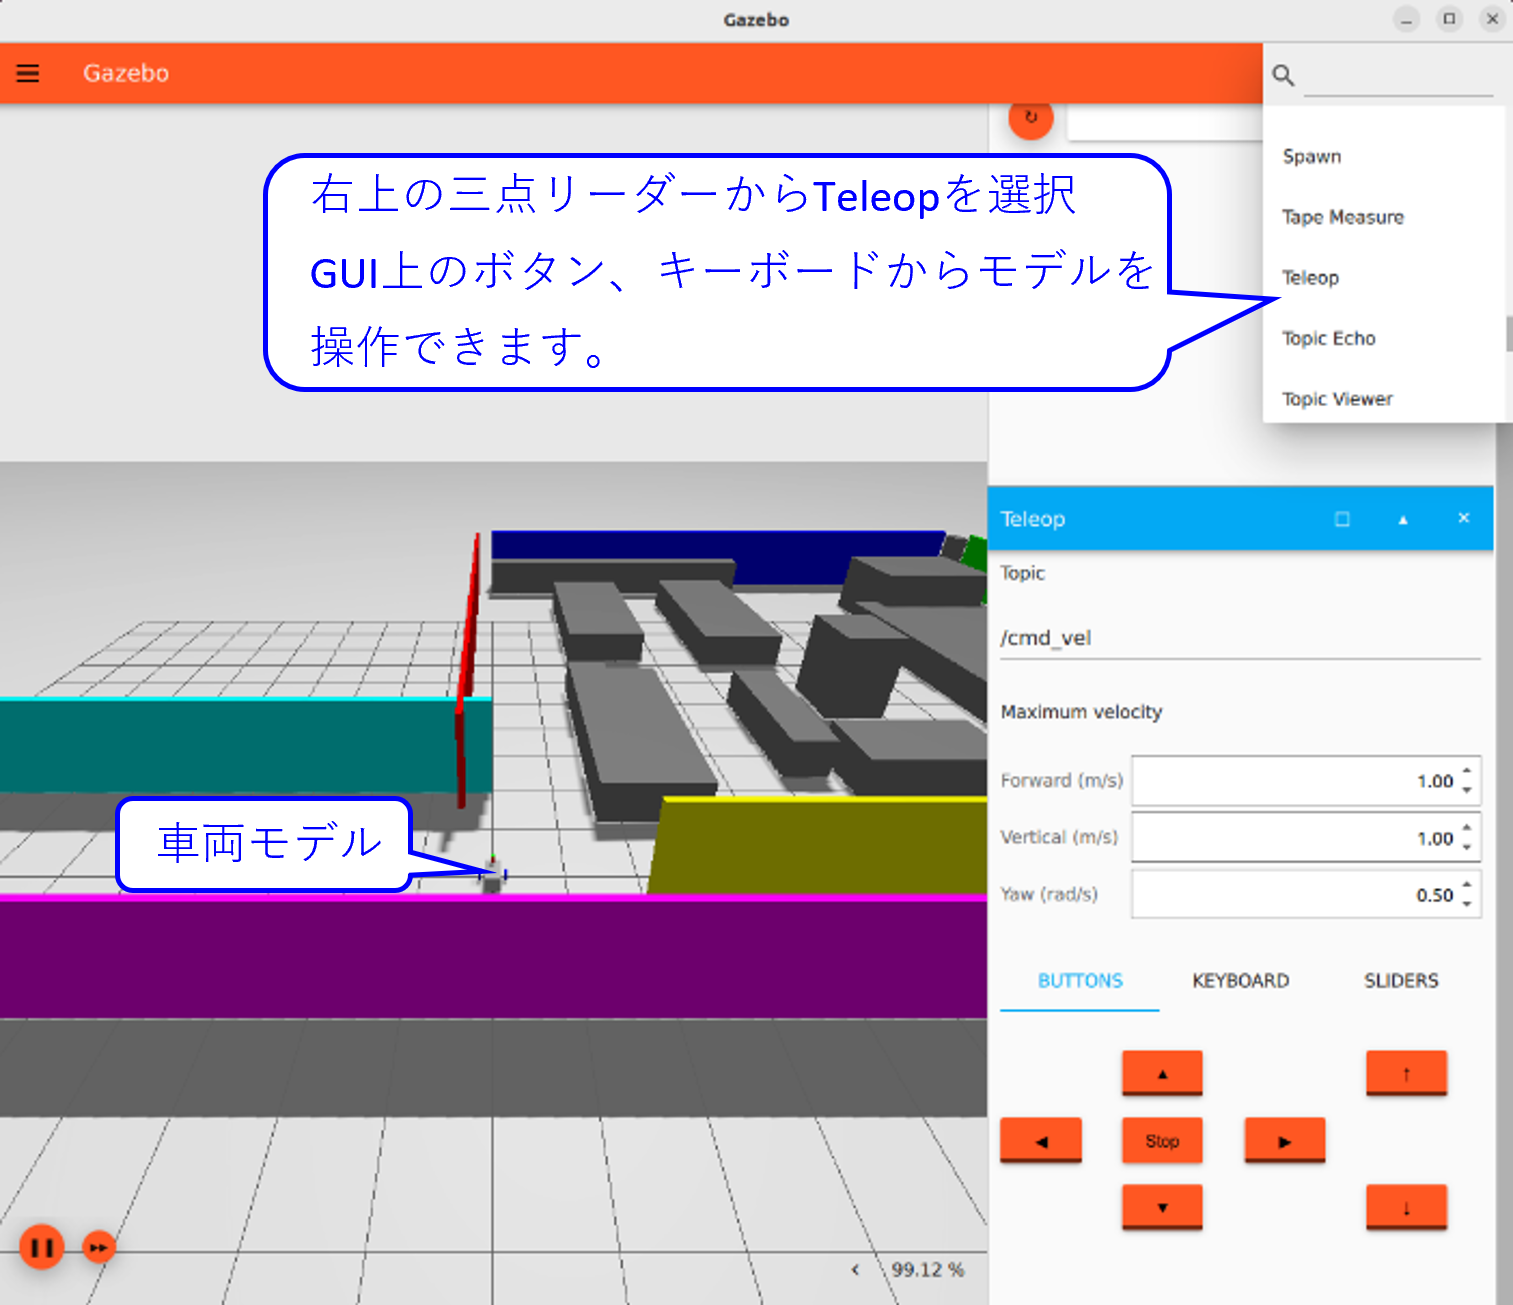 Gazebo
Gazebo
右上の三点リーダーからTeleopを選択
GUI上のボタン、キーボードからモデルを
操作できます。
Spawn
Tape Measure
Teleop
Topic Echo
Topic Viewer
車両モデル
Teleop
Topic
/cmd_vel
Maximum velocity
Forward (m/s) 1.00
Vertical (m/s) 1.00
Yaw (rad/s) 0.50
BUTTONS KEYBOARD SLIDERS
Stop
99.12 %